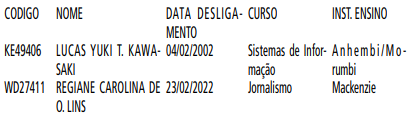 CODIGO NOME DATA DESLIGA- CURSO INST. ENSINO
MENTO
KE49406 LUCAS YUKI T. KAWA- 04/02/2002 Sistemas de Infor- Anhembi/Mo-
SAKI mação rumbi
WD27411 REGIANE CAROLINA DE 23/02/2022 Jornalismo Mackenzie
O. LINS